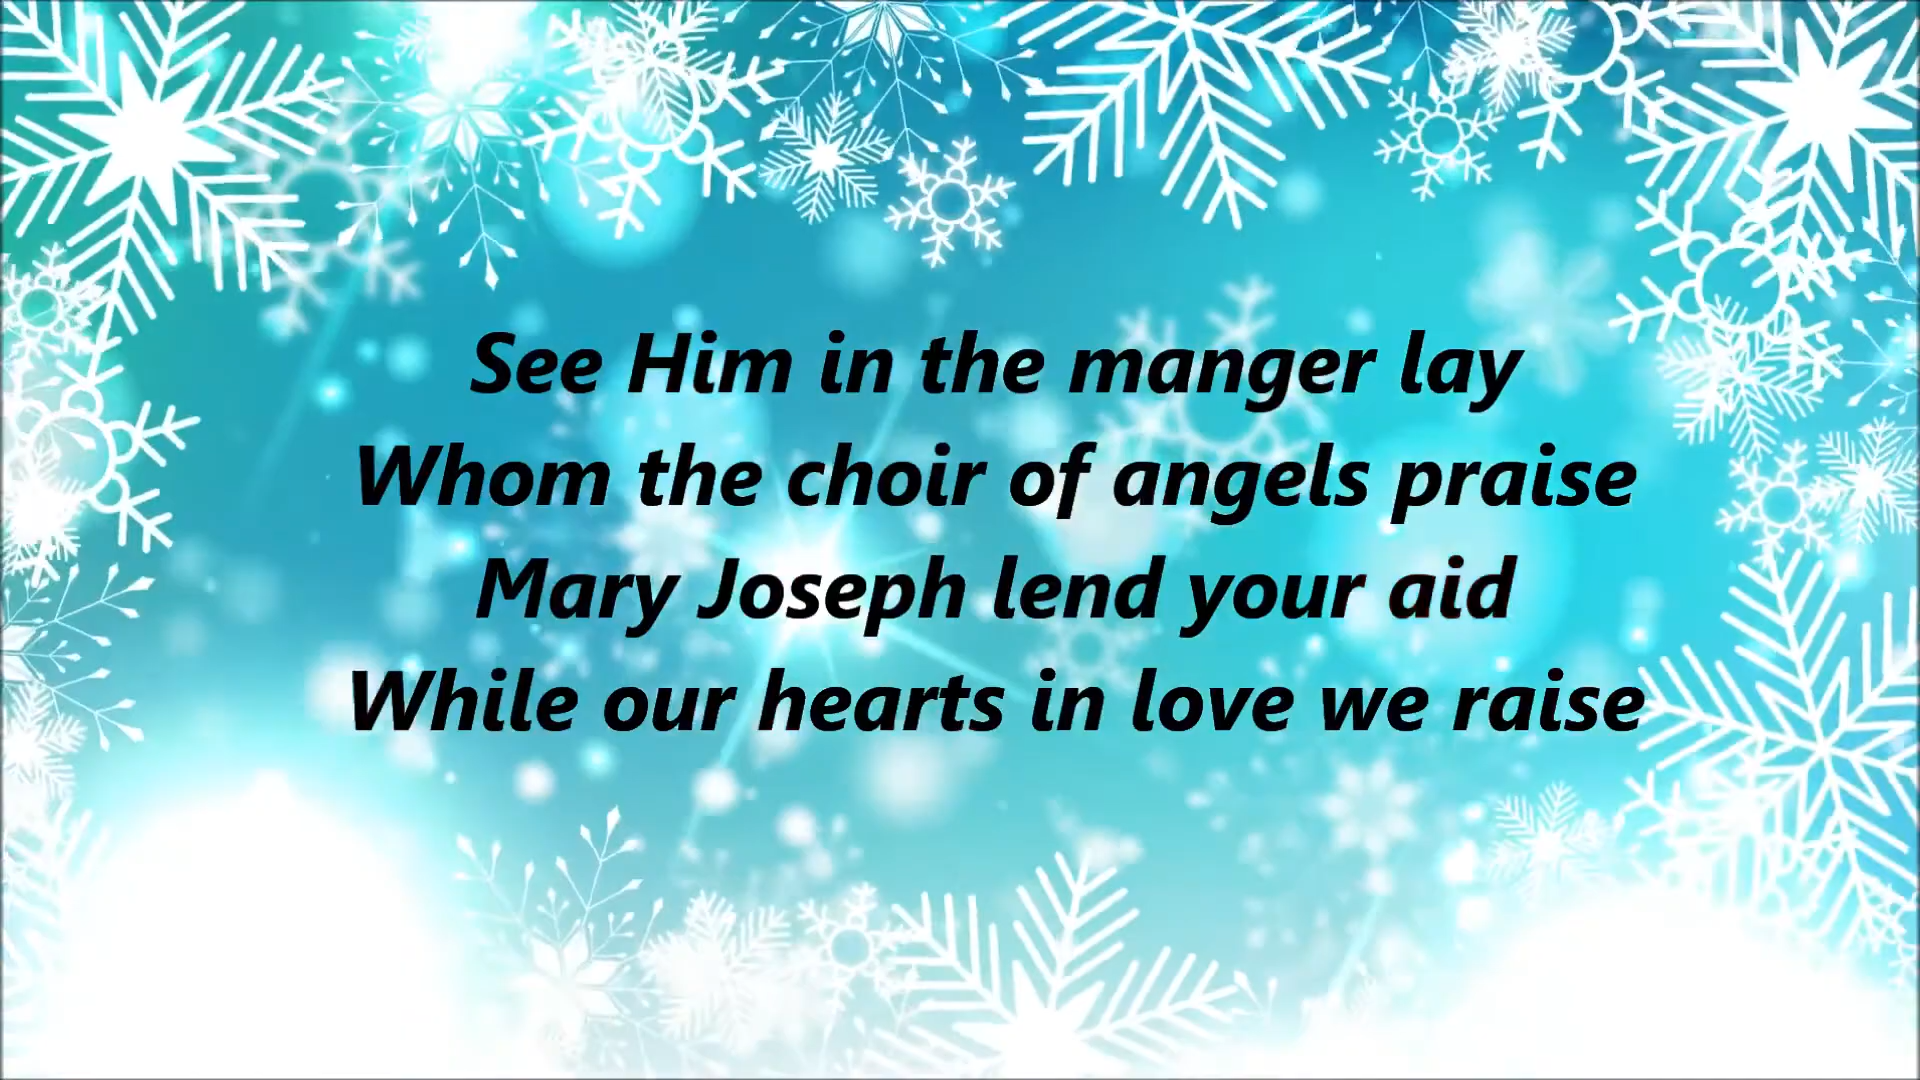 See Him in the manger lay
Whom the choir of angels praise
Mary Joseph lend your aid
While our hearts in love we raise